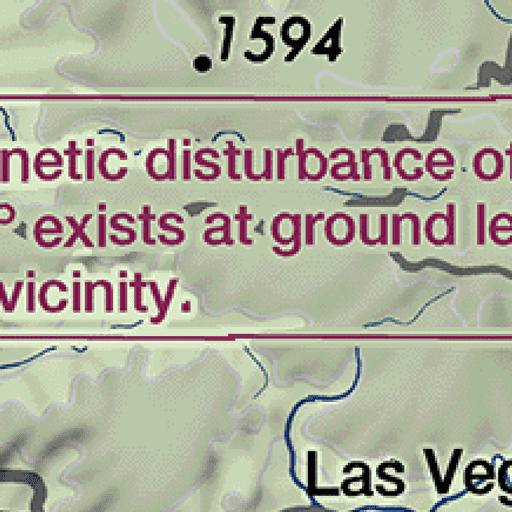 1594
netic disturbance of
° exists at ground le
vicinity.
Las Veg